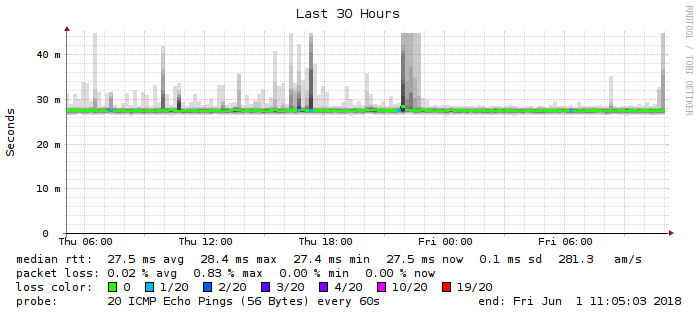 Last 30 Hours
RRDTOOL / TOBI OETIKER
Seconds
40 m
30 m
20 m
10 m
0
Thu 06:00 Thu 12:00 Thu 18:00 Fri 00:00 Fri 06:00
median rtt: 27.5 ms avg 28.4 ms max 27.4 ms min 27.5 ms now 0.1 ms sd 281.3 am/s
packet loss: 0.02 % avg 0.83 % max 0.00 % min 0.00 % now
loss color: 0 1/20 2/20 3/20 4/20 10/20 19/20
probe: 20 ICMP Echo Pings (56 Bytes) every 60s end: Fri Jun 1 11:05:03 2018